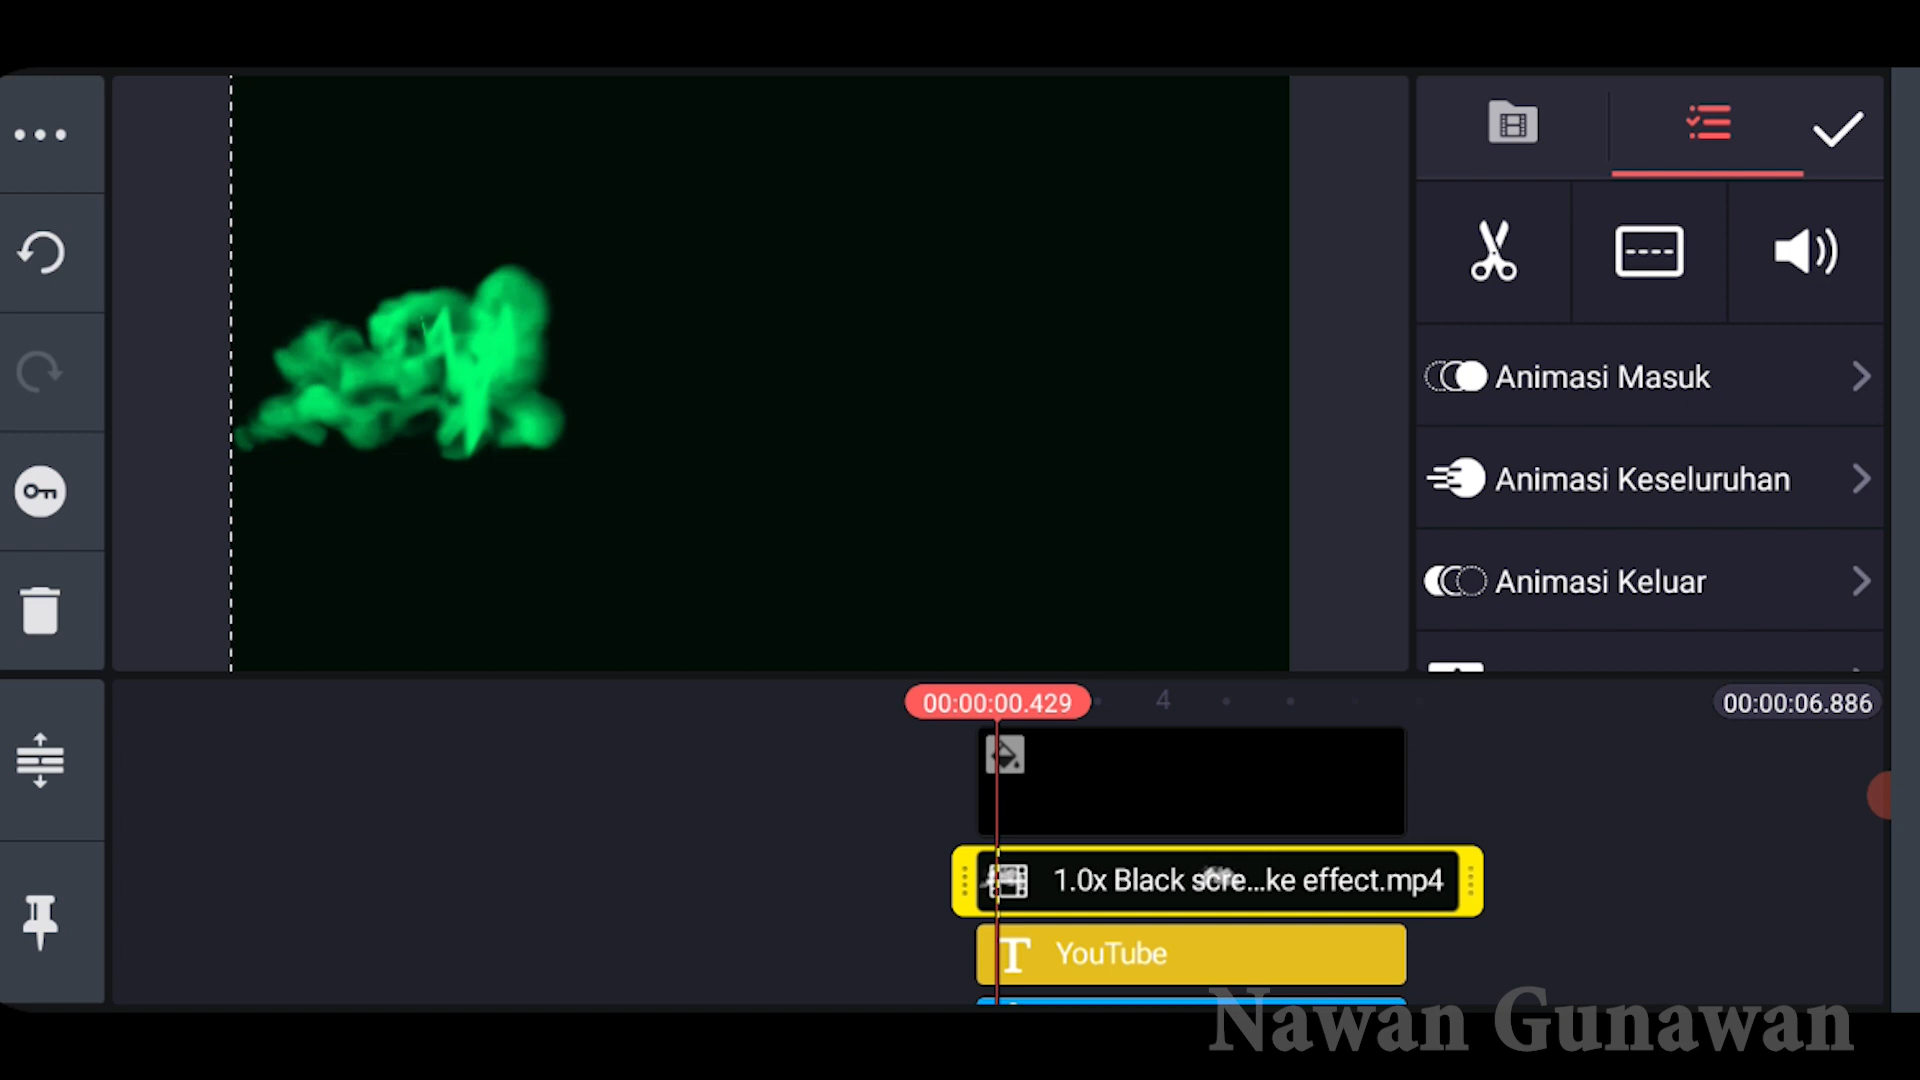 Animasi Masuk
Animasi Keseluruhan
Animasi Keluar
00:00:00.429
4
00:00:06.886
1.0x Black scre...ke effect.mp4
T YouTube
Nawan Gunawan